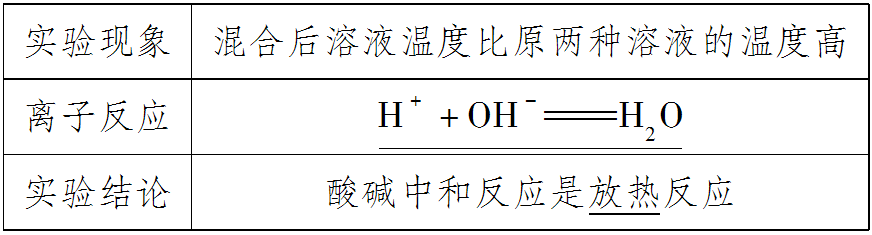 实验现象 混合后溶液温度比原两种溶液的温度高
离子反应 H⁺ + OH⁻══H₂O
实验结论 酸碱中和反应是放热反应